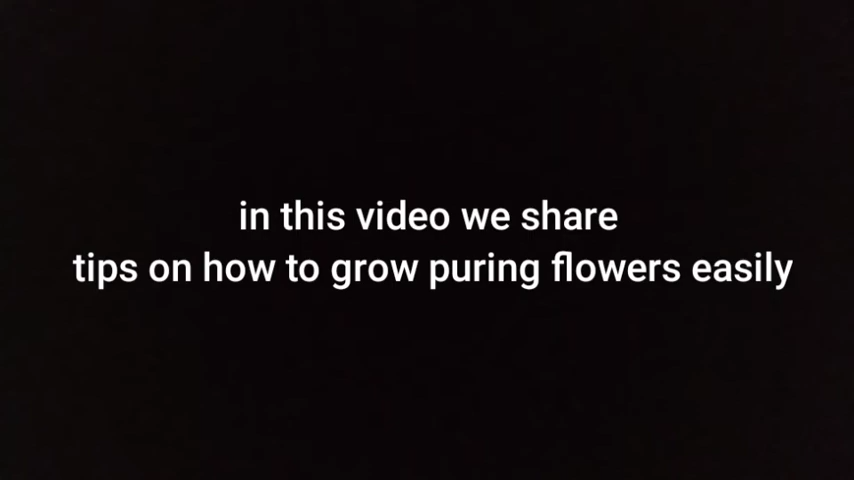 in this video we share
tips on how to grow puring flowers easily